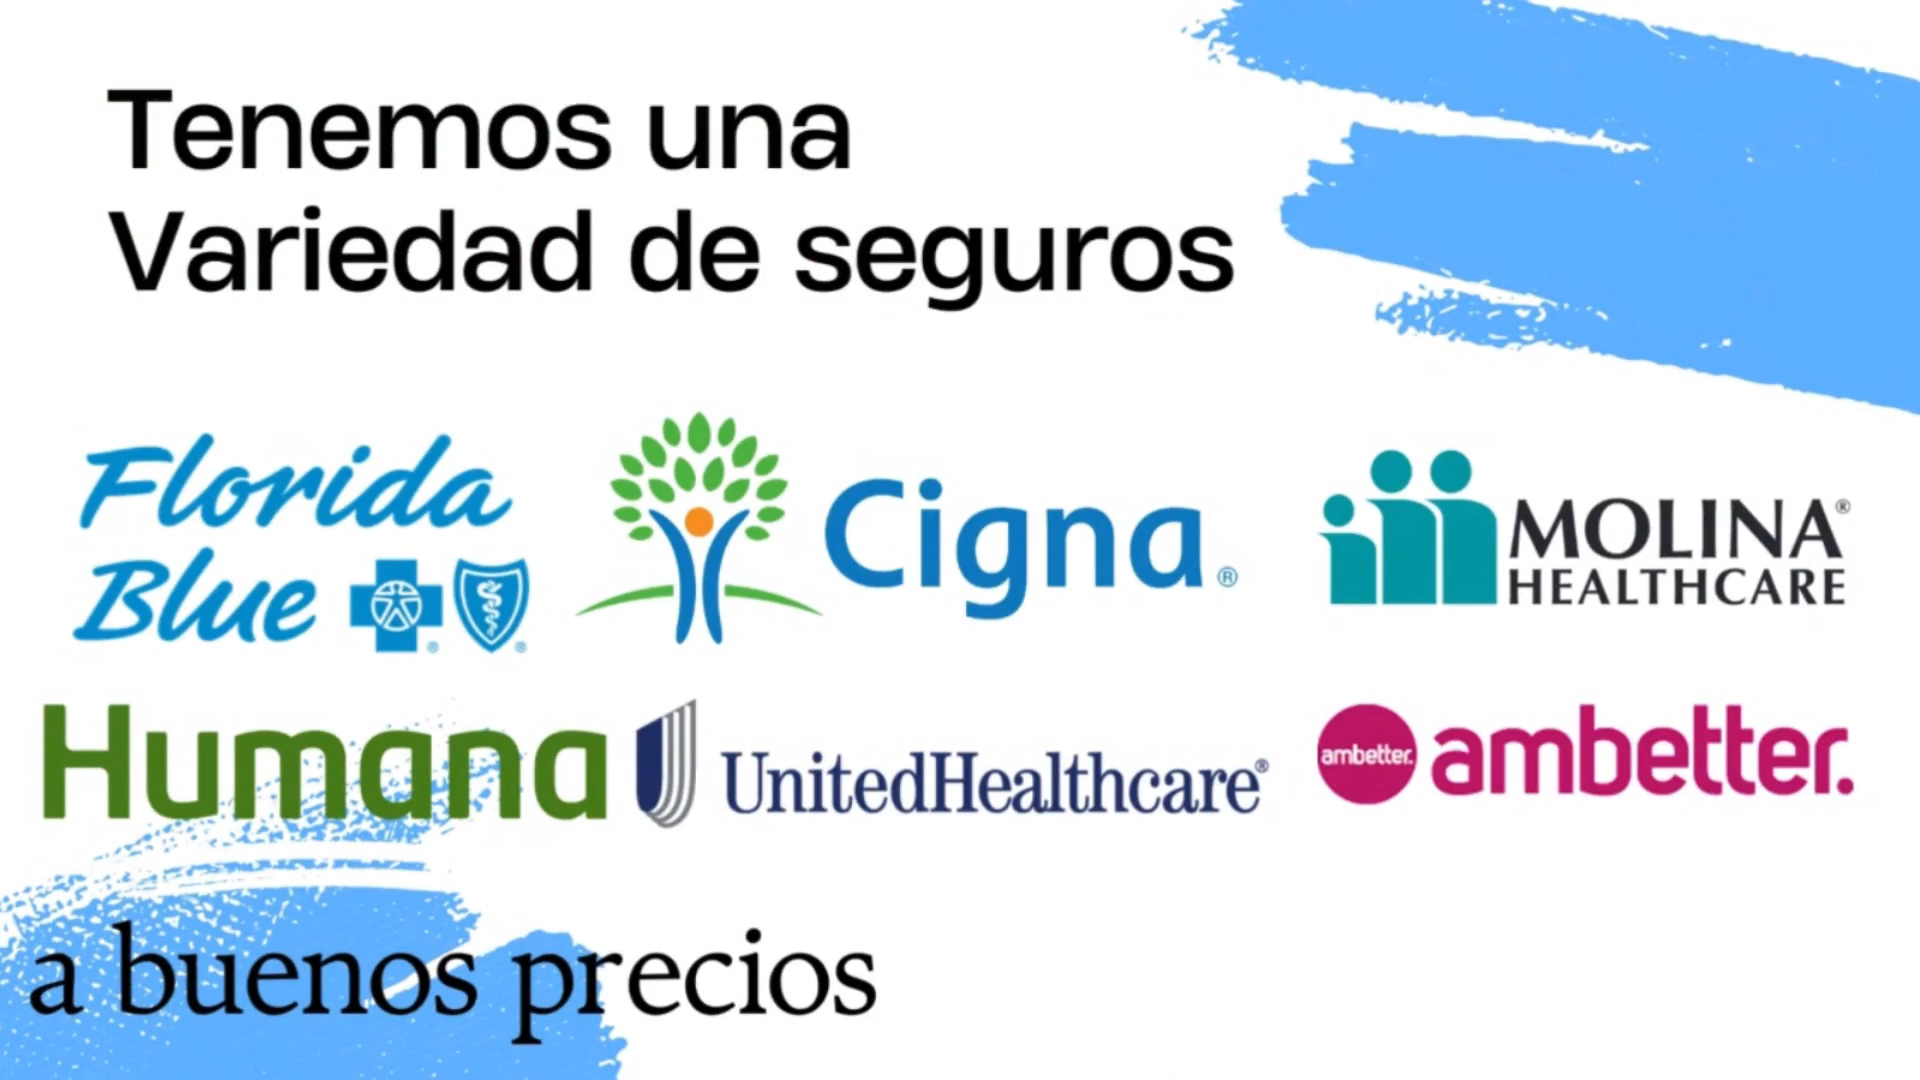 Tenemos una
Variedad de seguros
Florida
Blue ® ®
Cigna®
MOLINA®
HEALTHCARE
Humana
UnitedHealthcare®
ambetter. ambetter.
a buenos precios